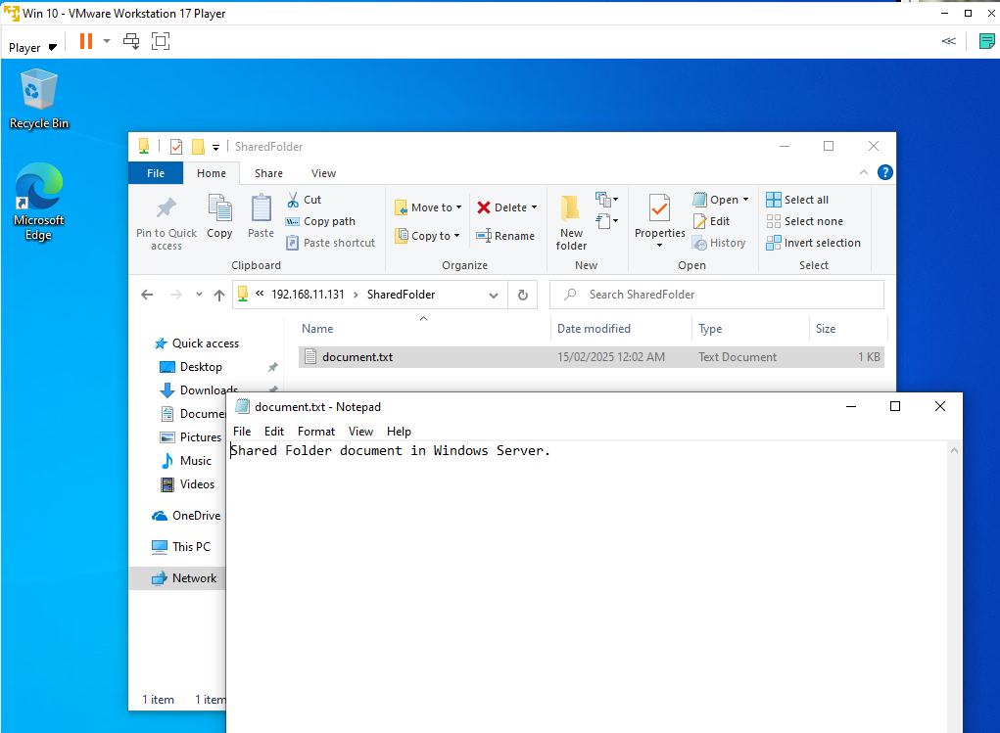 Win 10 - VMware Workstation 17 Player
Player
Recycle Bin
Microsoft
Edge
SharedFolder
File Home Share View
Pin to Quick
access
Copy
Paste
Cut
Copy path
Paste shortcut
Clipboard
Move to
Copy to
Delete
Rename
Organize
New
folder
New
Properties
Open
Edit
History
Open
Select all
Select none
Invert selection
Select
192.168.11.131 SharedFolder
Search SharedFolder
Name Date modified Type Size
document.txt 15/02/2025 12:02 AM Text Document 1 KB
Quick access
Desktop
Downloads
Docume
Pictures
Music
Videos
OneDrive
This PC
Network
1 item 1 item
document.txt - Notepad
File Edit Format View Help
Shared Folder document in Windows Server.